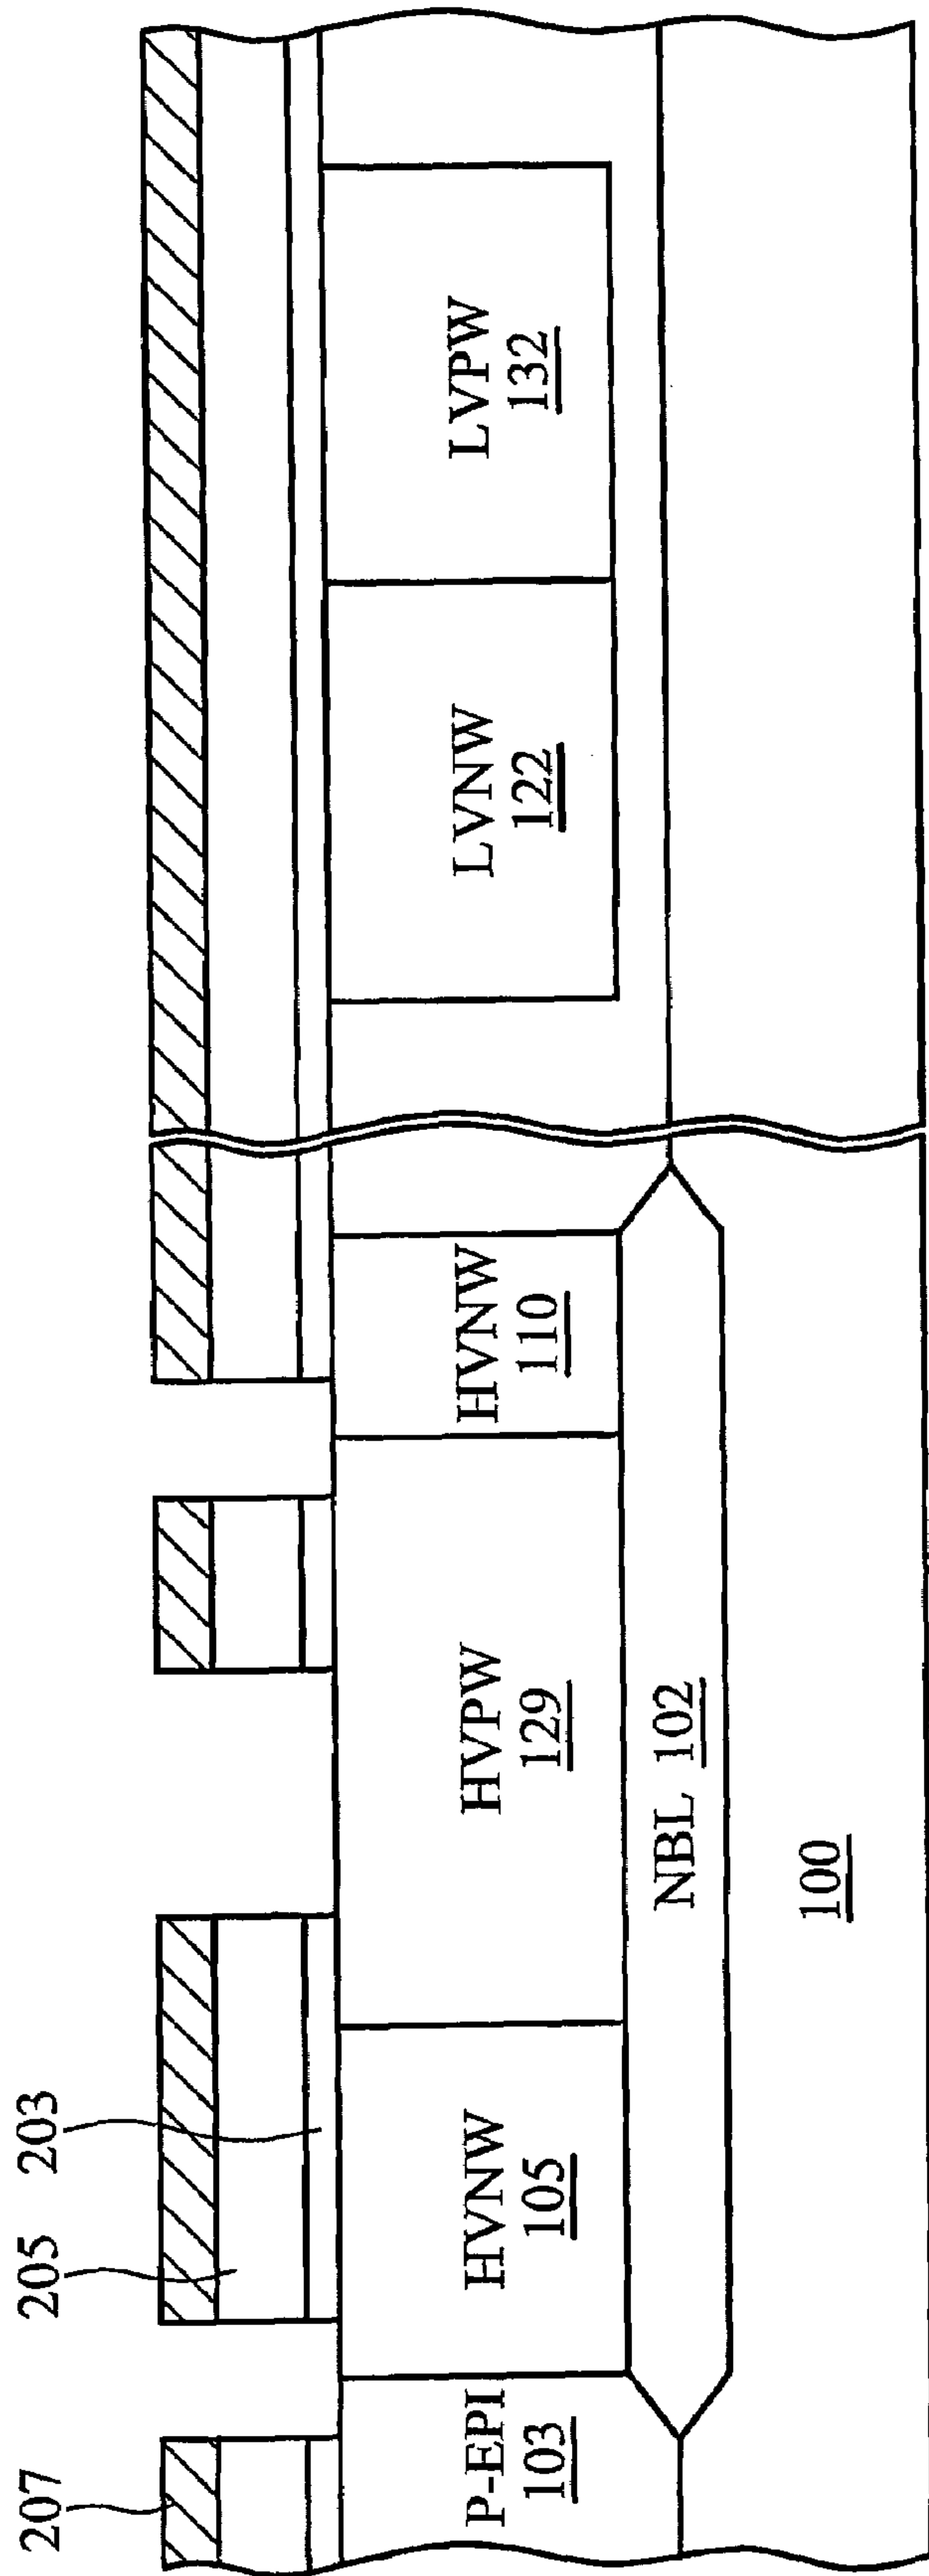 207
205
203
P-EPI
103
HVNW
105
HVPW
129
HVNW
110
LVNW
122
LVPW
132
NBL 102
100